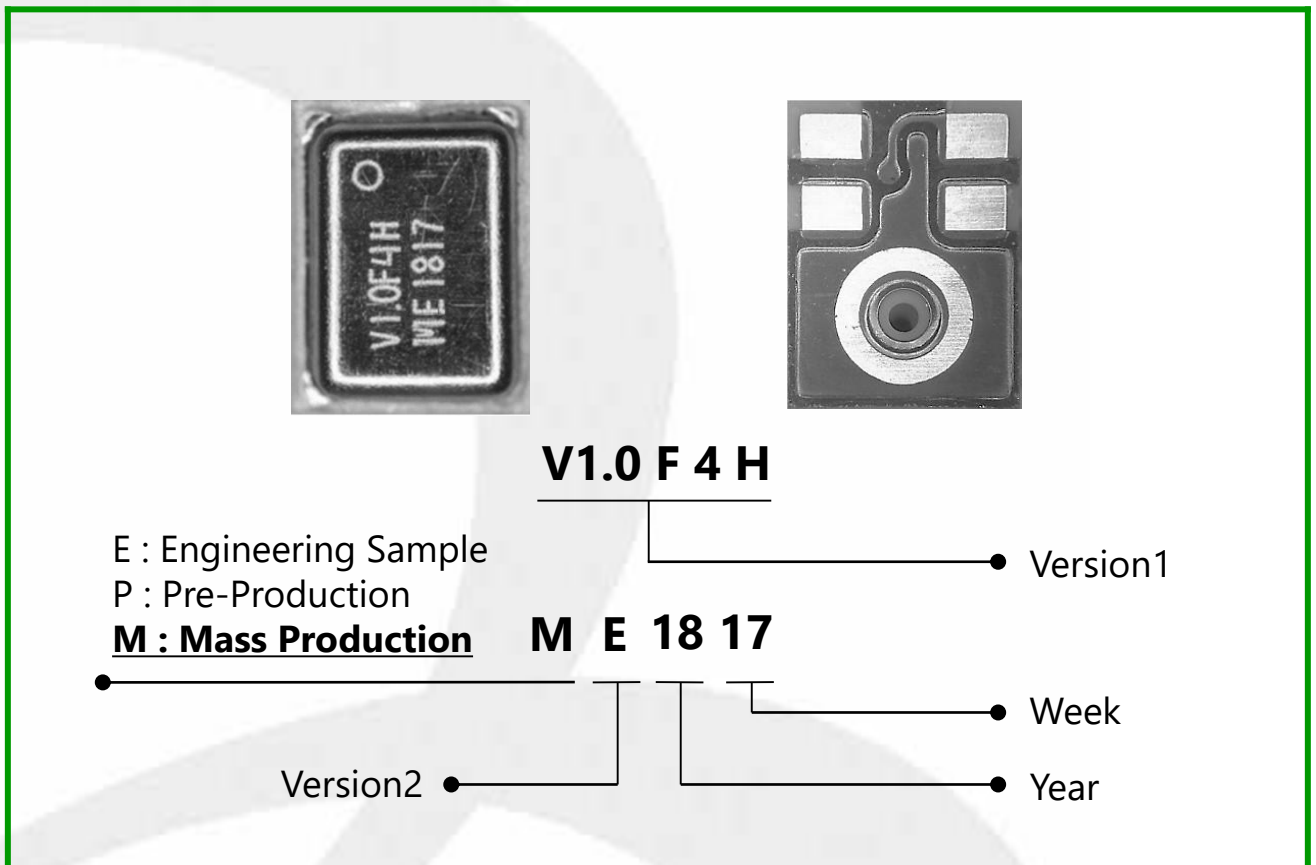 V1.0F4H
ME1817
V1.0 F 4 H
E : Engineering Sample
P : Pre-Production
M : Mass Production
M E 18 17
Version1
Week
Version2
Year